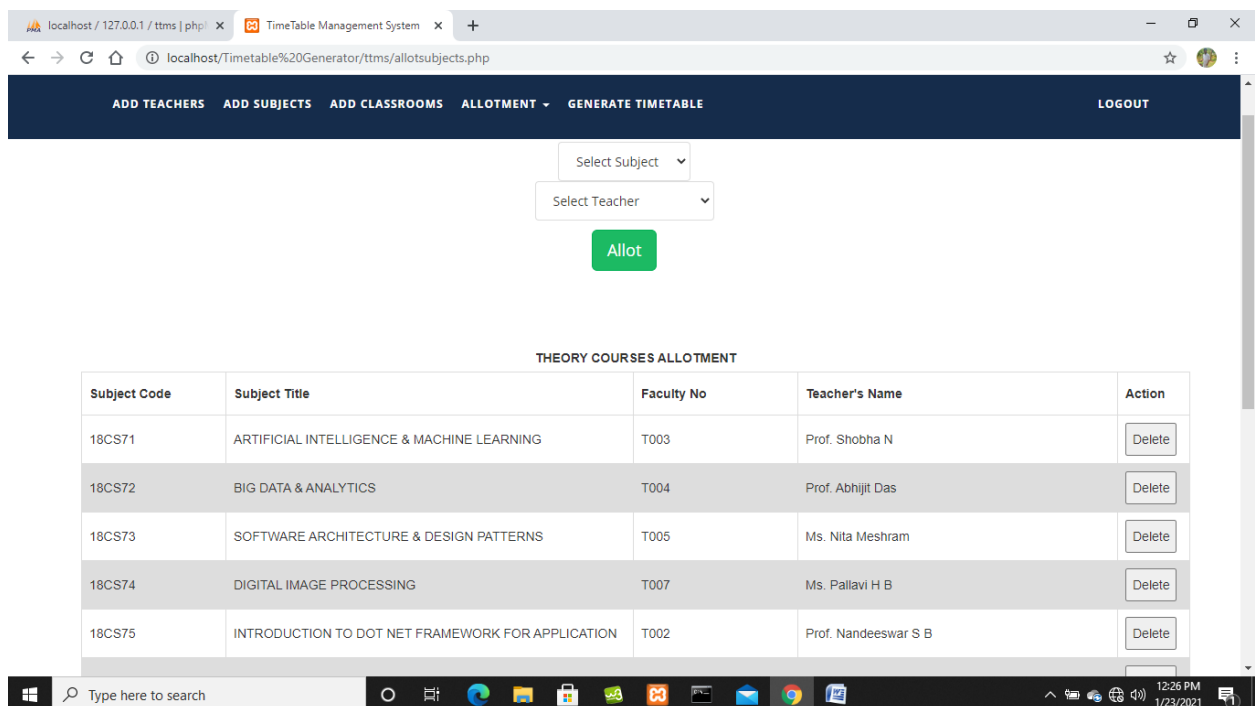 localhost / 127.0.0.1 / ttms | php
TimeTable Management System
localhost/Timetable%20Generator/ttms/allotsubjects.php
ADD TEACHERS ADD SUBJECTS ADD CLASSROOMS ALLOTMENT GENERATE TIMETABLE LOGOUT
Select Subject
Select Teacher
Allot
THEORY COURSES ALLOTMENT
Subject Code Subject Title Faculty No Teacher's Name Action
18CS71 ARTIFICIAL INTELLIGENCE & MACHINE LEARNING T003 Prof. Shobha N Delete
18CS72 BIG DATA & ANALYTICS T004 Prof. Abhijit Das Delete
18CS73 SOFTWARE ARCHITECTURE & DESIGN PATTERNS T005 Ms. Nita Meshram Delete
18CS74 DIGITAL IMAGE PROCESSING T007 Ms. Pallavi H B Delete
18CS75 INTRODUCTION TO DOT NET FRAMEWORK FOR APPLICATION T002 Prof. Nandeeswar S B Delete
Type here to search
12:26 PM
1/23/2021